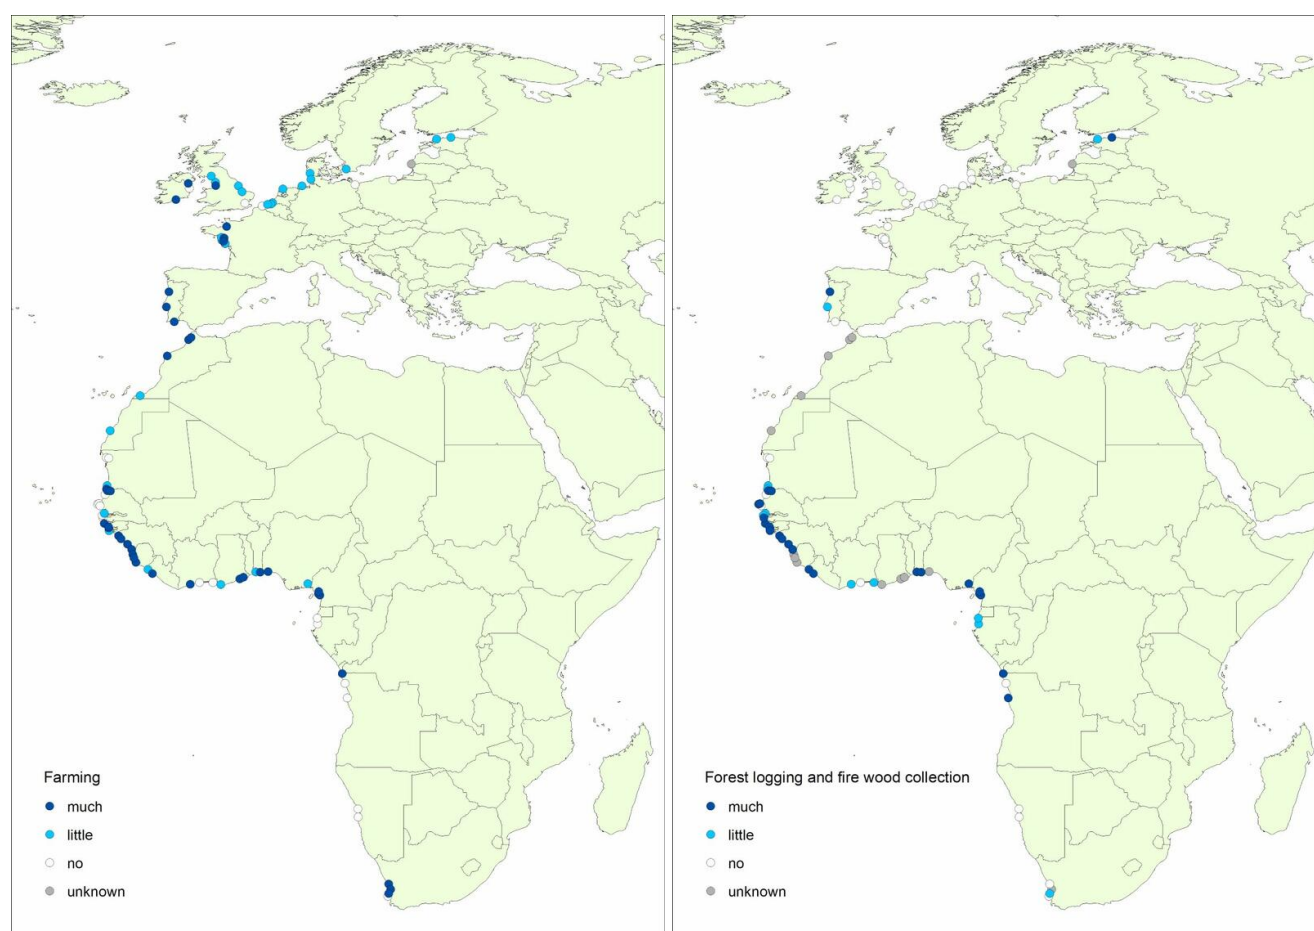 Farming
much
little
no
unknown
Forest logging and fire wood collection
much
little
no
unknown